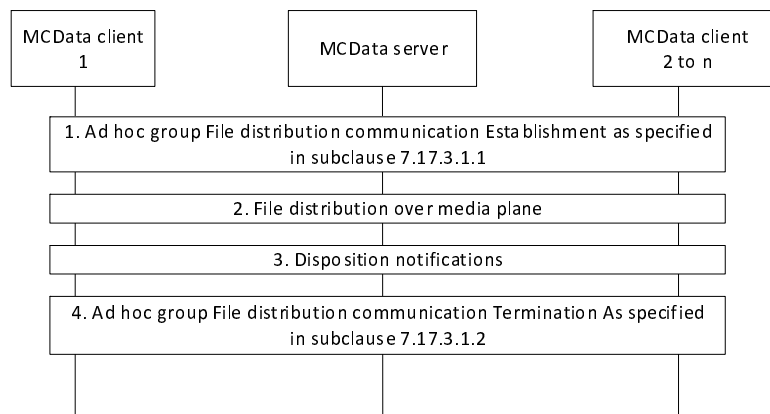 MCData client
1
MCData server
MCData client
2 to n
1. Ad hoc group File distribution communication Establishment as specified
in subclause 7.17.3.1.1
2. File distribution over media plane
3. Disposition notifications
4. Ad hoc group File distribution communication Termination As specified
in subclause 7.17.3.1.2